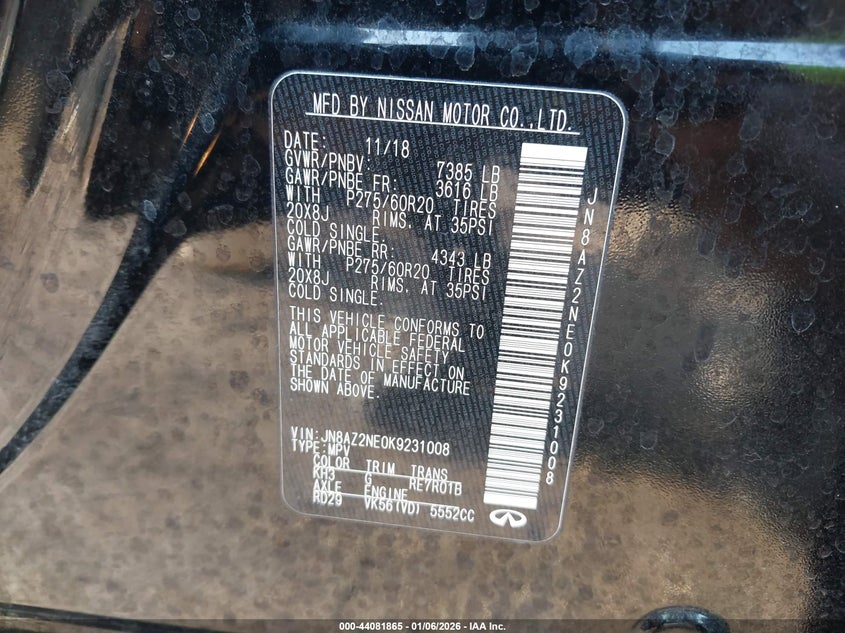 MFD BY NISSAN MOTOR CO.,LTD.
DATE: 11/18
GVWR/PNBV: 7385 LB
GAWR/PNBE FR: 3616 LB
WITH P275/60R20 TIRES
20X8J RIMS, AT 35PSI
COLD SINGLE.
GAWR/PNBE RR: 4343 LB
WITH P275/60R20 TIRES
20X8J RIMS, AT 35PSI
COLD SINGLE.
THIS VEHICLE CONFORMS TO
ALL APPLICABLE FEDERAL
MOTOR VEHICLE SAFETY
STANDARDS IN EFFECT ON
THE DATE OF MANUFACTURE
SHOWN ABOVE.
VIN:JN8AZ2NE0K9231008
TYPE:MPV
COLOR TRIM TRANS
KH3 G RE7R01B
AXLE ENGINE
RD29 VK56(VD) 5552CC
JN8AZ2NE0K9231008
000-44081865 - 01/06/2026 - IAA Inc.